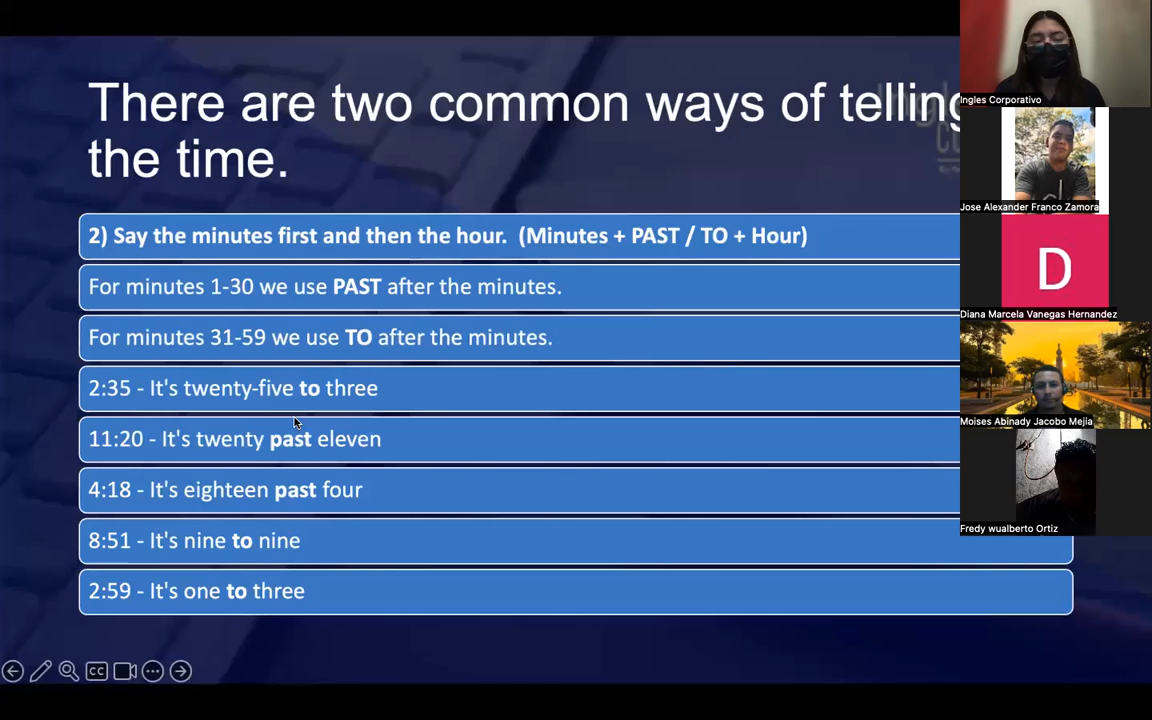 There are two common ways of telling
the time.
2) Say the minutes first and then the hour. (Minutes + PAST / TO + Hour)
For minutes 1-30 we use PAST after the minutes.
For minutes 31-59 we use TO after the minutes.
2:35 - It's twenty-five to three
11:20 - It's twenty past eleven
4:18 - It's eighteen past four
8:51 - It's nine to nine
2:59 - It's one to three
CC
Ingles Corporativo
Jose Alexander Franco Zamora
D
Diana Marcela Vanegas Hernandez
Moises Abinady Jacobo Mejia
Fredy wualberto Ortiz